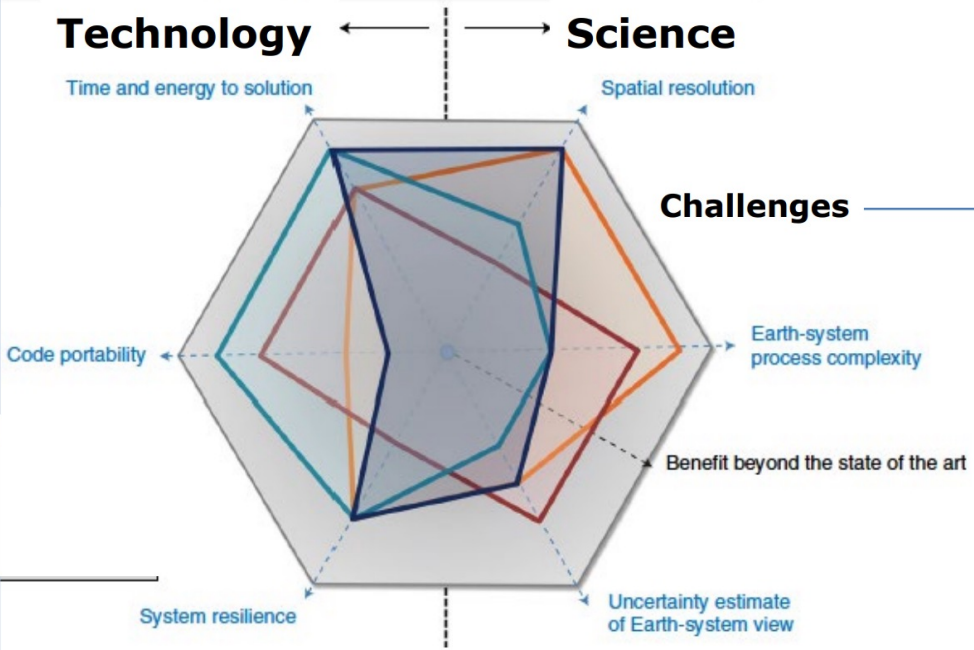 Technology
Science
Time and energy to solution
Spatial resolution
Challenges
Earth-system
process complexity
Code portability
Benefit beyond the state of the art
System resilience
Uncertainty estimate
of Earth-system view